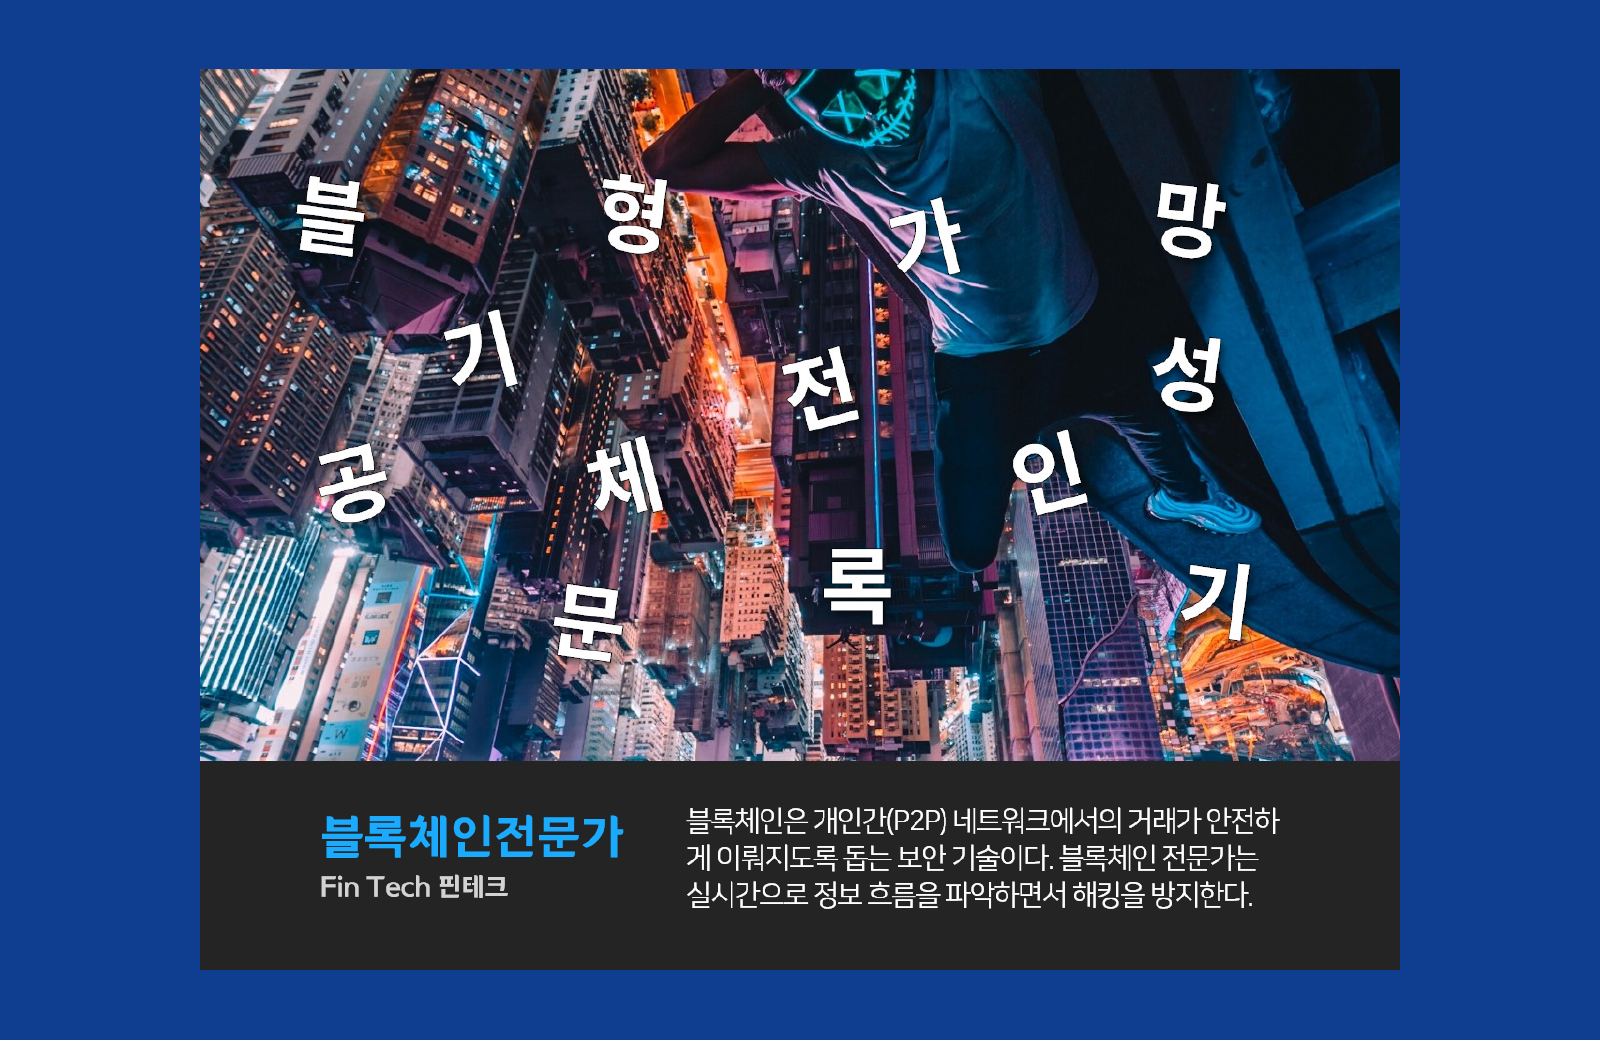 블
형
가
망
기
전
성
공
체
인
록
문
기
블록체인전문가
Fin Tech 핀테크
블록체인은 개인간(P2P) 네트워크에서의 거래가 안전하
게 이뤄지도록 돕는 보안 기술이다. 블록체인 전문가는
실시간으로 정보 흐름을 파악하면서 해킹을 방지한다.